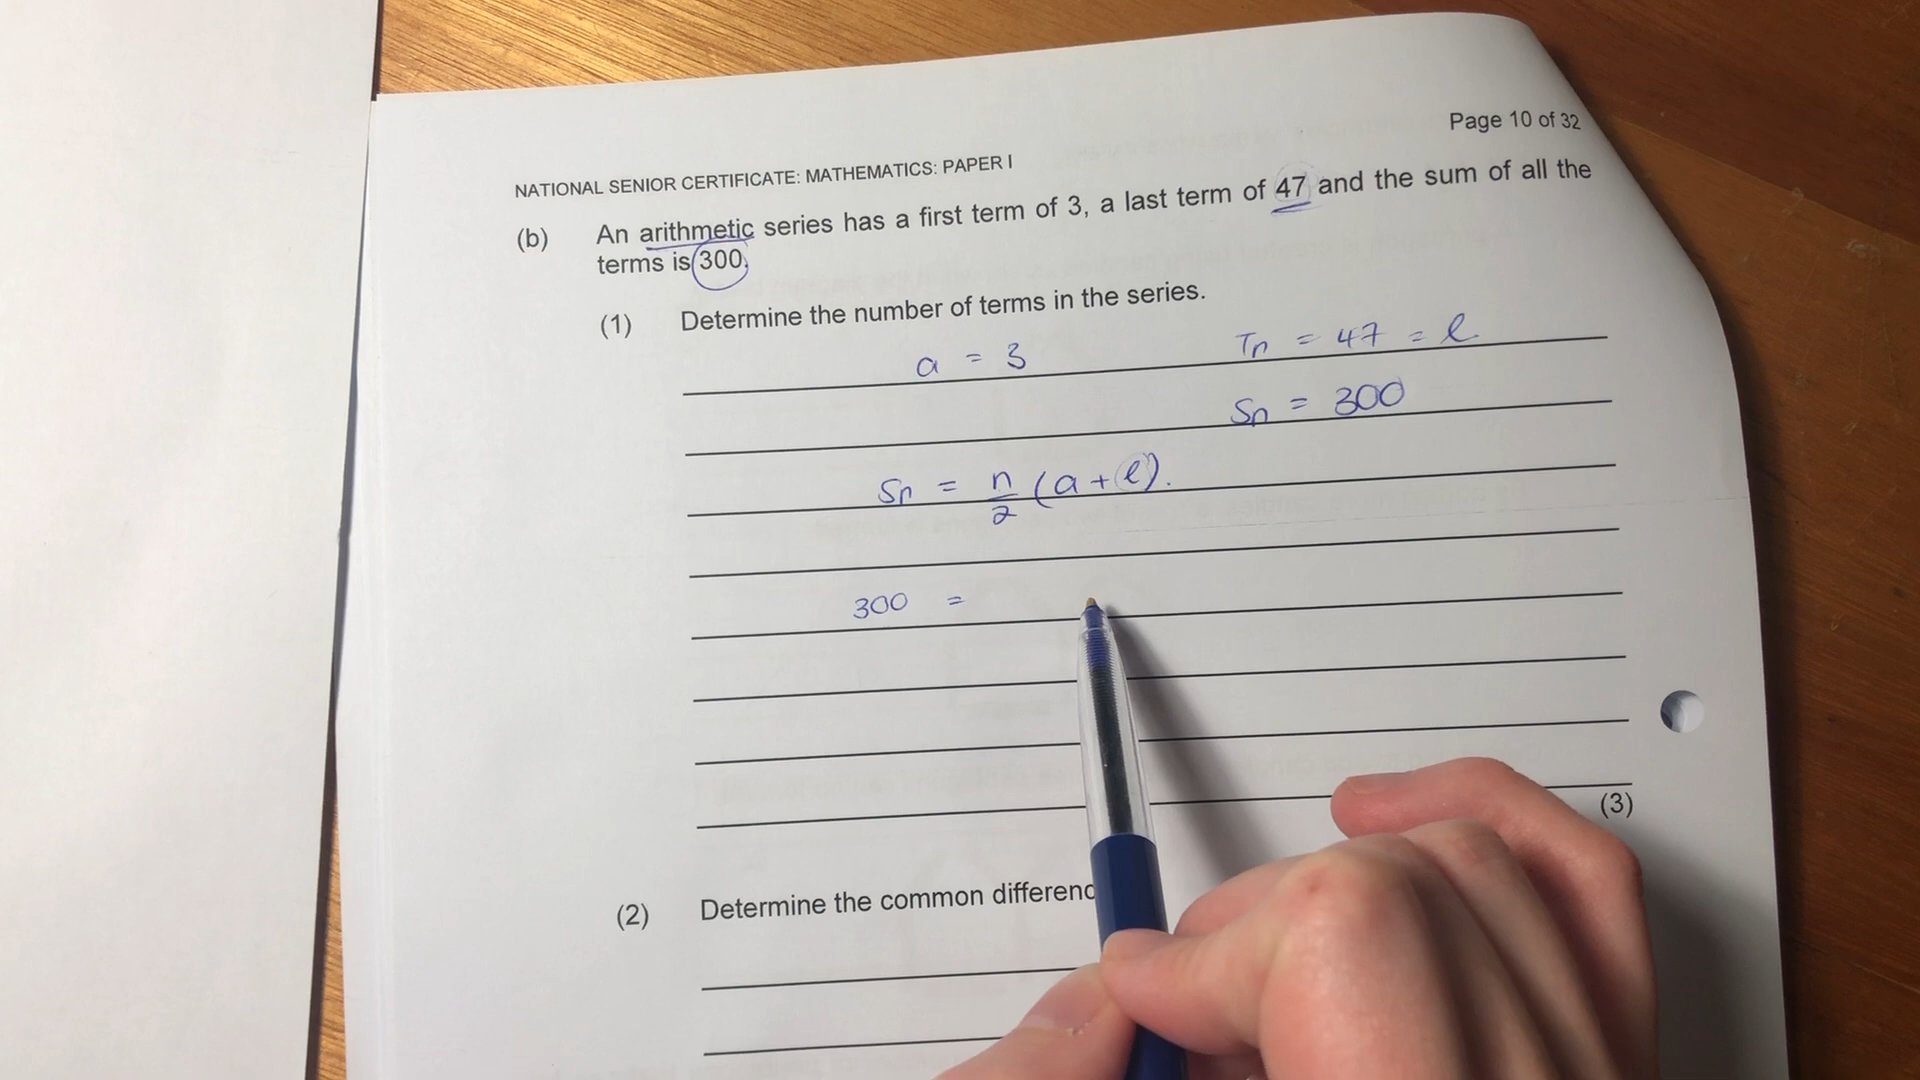 Page 10 of 32
NATIONAL SENIOR CERTIFICATE: MATHEMATICS: PAPER I
(b) An arithmetic series has a first term of 3, a last term of 47 and the sum of all the
terms is 300.
(1) Determine the number of terms in the series.
a = 3 Tn = 47 = l
Sn = 300
Sn = n/2 (a + l).
300 =
(3)
(2) Determine the common differenc